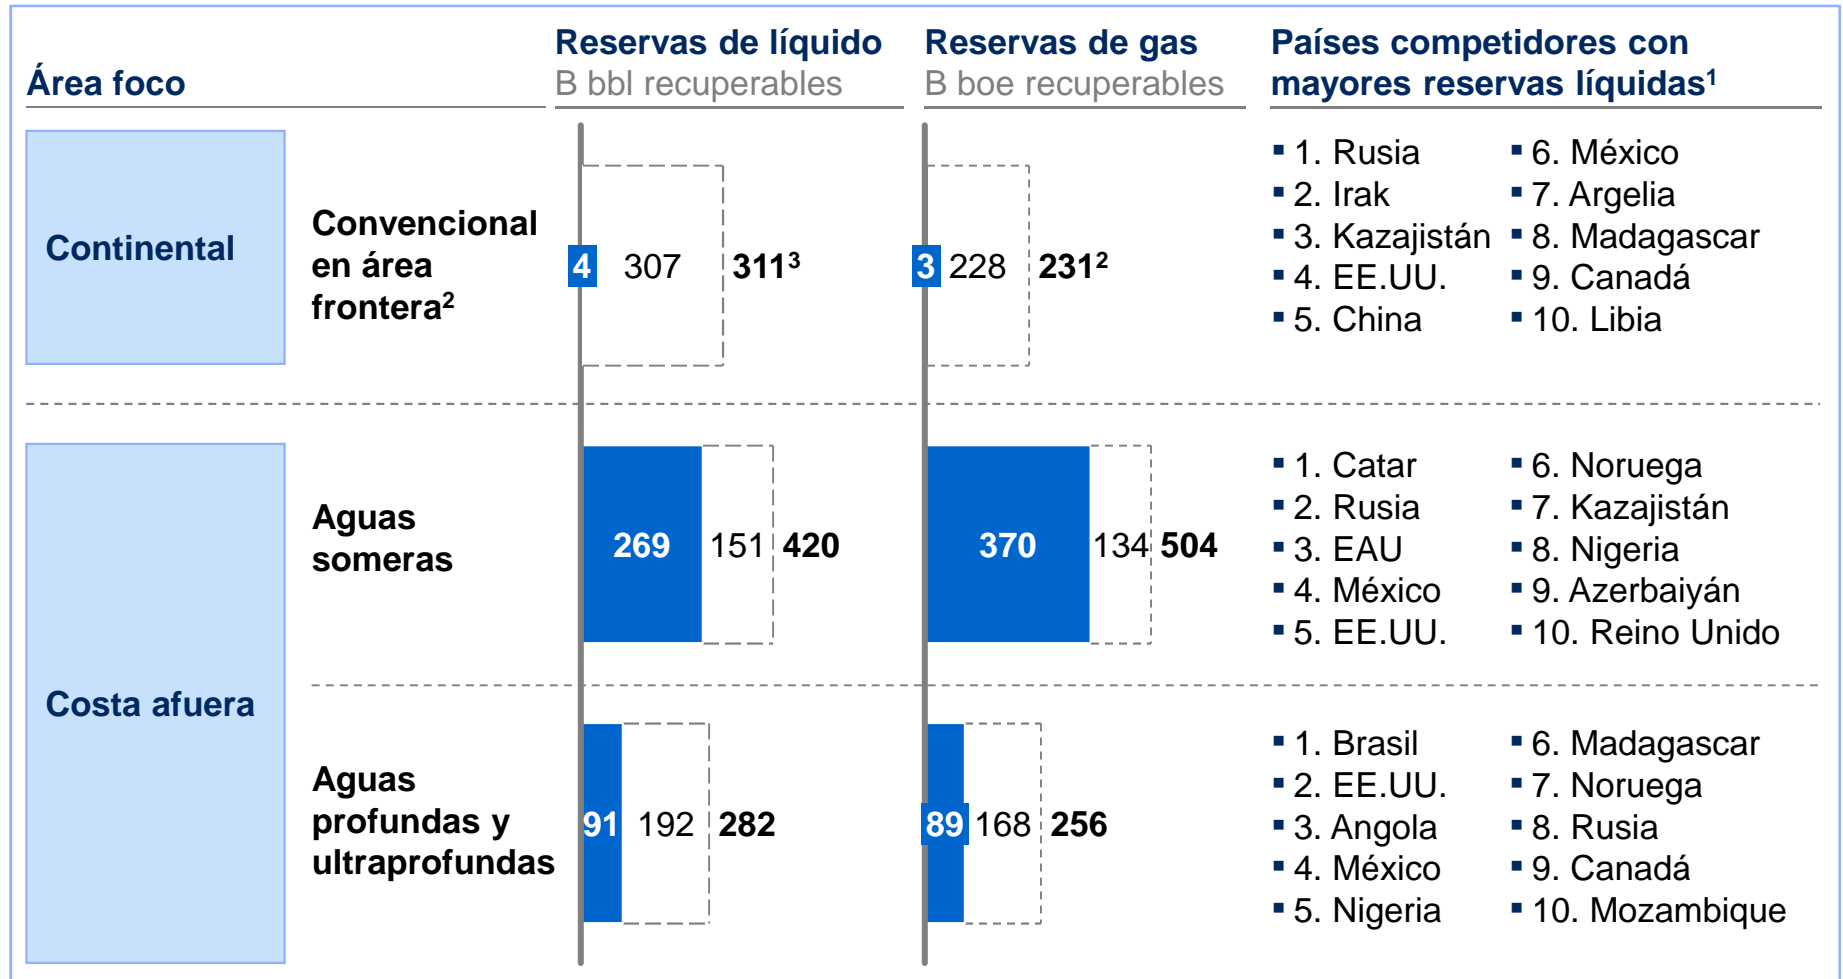 Área foco
Reservas de líquido
B bbl recuperables
Reservas de gas
B boe recuperables
Países competidores con
mayores reservas líquidas¹
Continental
Convencional
en área
frontera²
4 307 311³
3 228 231²
▪ 1. Rusia
▪ 2. Irak
▪ 3. Kazajistán
▪ 4. EE.UU.
▪ 5. China
▪ 6. México
▪ 7. Argelia
▪ 8. Madagascar
▪ 9. Canadá
▪ 10. Libia
Costa afuera
Aguas
someras
269 151 420
370 134 504
▪ 1. Catar
▪ 2. Rusia
▪ 3. EAU
▪ 4. México
▪ 5. EE.UU.
▪ 6. Noruega
▪ 7. Kazajistán
▪ 8. Nigeria
▪ 9. Azerbaiyán
▪ 10. Reino Unido
Aguas
profundas y
ultraprofundas
91 192 282
89 168 256
▪ 1. Brasil
▪ 2. EE.UU.
▪ 3. Angola
▪ 4. México
▪ 5. Nigeria
▪ 6. Madagascar
▪ 7. Noruega
▪ 8. Rusia
▪ 9. Canadá
▪ 10. Mozambique